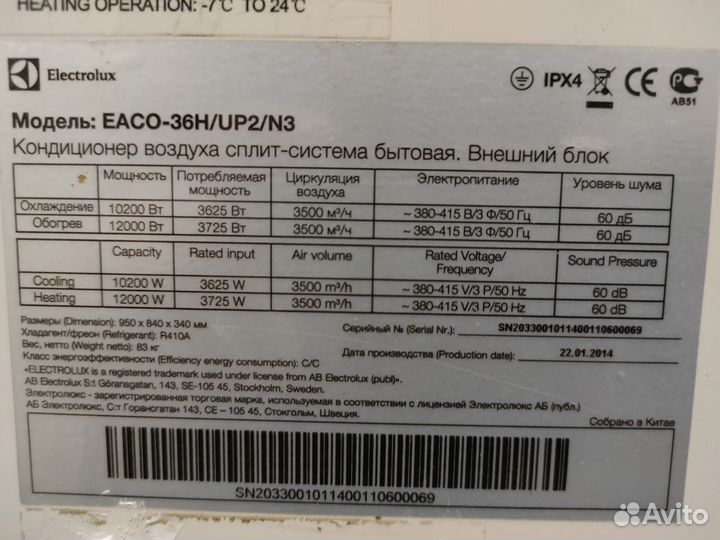 HEATING OPERATION: -7℃ TO 24℃
Electrolux
IPX4 CE PG
АВ51
Модель: EACO-36H/UP2/N3
Кондиционер воздуха сплит-система бытовая. Внешний блок
Мощность Потребляемая мощность Циркуляция воздуха Электропитание Уровень шума
Охлаждение 10200 Вт 3625 Вт 3500 м³/ч ~ 380-415 В/3 Ф/50 Гц 60 дБ
Обогрев 12000 Вт 3725 Вт 3500 м³/ч ~ 380-415 В/3 Ф/50 Гц 60 дБ
Capacity Rated input Air volume Rated Voltage/ Frequency Sound Pressure
Cooling 10200 W 3625 W 3500 m³/h ~ 380-415 V/3 P/50 Hz 60 dB
Heating 12000 W 3725 W 3500 m³/h ~ 380-415 V/3 P/50 Hz 60 dB
Размеры (Dimension): 950 x 840 x 340 мм
Хладагент/фреон (Refrigerant): R410A
Вес, нетто (Weight netto): 83 кг
Класс энергоэффективности (Efficiency energy consumption): C/C
Серийный № (Serial Nr.): SN2033001011400110600069
Дата производства (Production date): 22.01.2014
«ELECTROLUX is a registered trademark used under license from AB Electrolux (publ)».
AB Electrolux S:t Göransgatan, 143, SE-105 45, Stockholm, Sweden.
Электролюкс - зарегистрированная торговая марка, используемая в соответствии с лицензией Электролюкс АБ (публ.)
АБ Электролюкс, С:т Горансгатан 143, СЕ – 105 45, Стокгольм, Швеция.
Собрано в Китае
SN2033001011400110600069
Avito